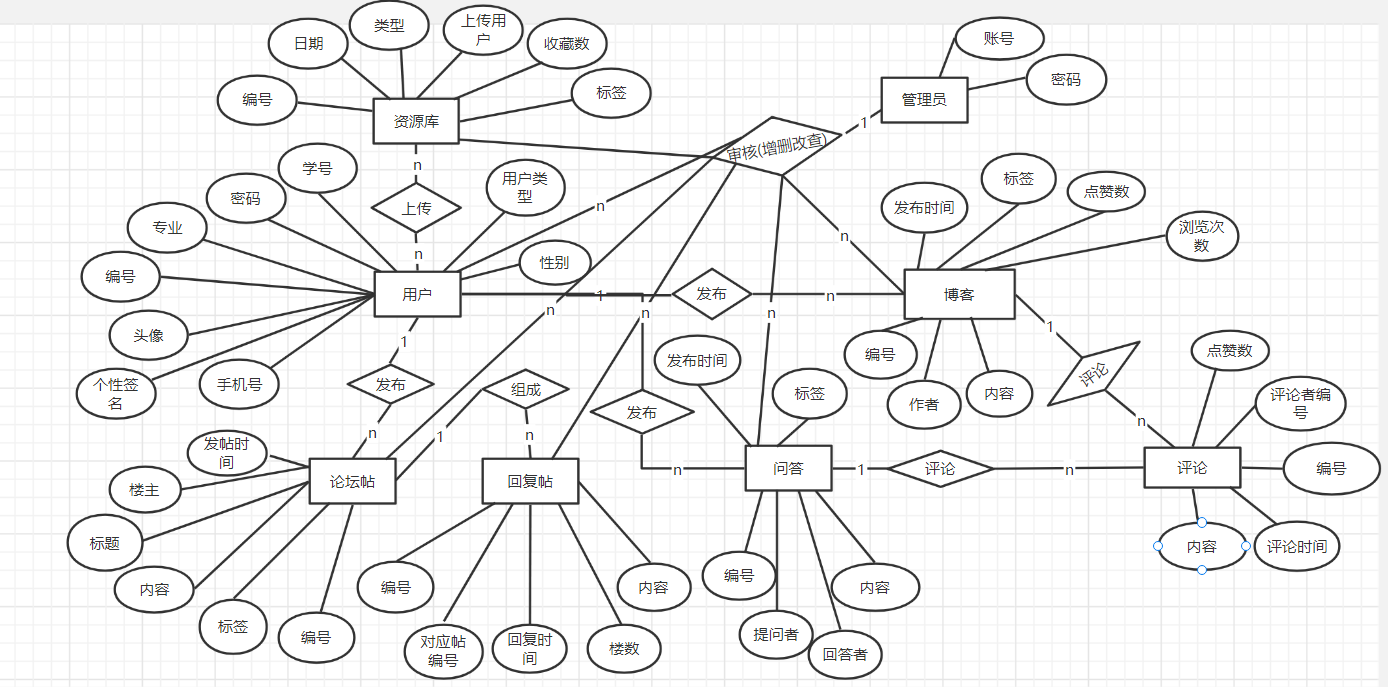 类型
上传用
户
日期
收藏数
账号
编号
标签
密码
资源库
管理员
1
审核(增删改查)
n
学号
用户类
型
标签
点赞数
密码
上传
n
发布时间
专业
n
浏览次
数
n
性别
编号
用户
1
发布
n
博客
n
n
n
头像
1
1
发布时间
编号
点赞数
个性签
名
手机号
发布
组成
标签
作者
内容
评论
评论者编
号
发布
n
1
n
n
发帖时
间
论坛帖
回复帖
n
问答
1
评论
n
评论
编号
楼主
标题
内容
评论时间
内容
编号
内容
编号
内容
标签
编号
对应帖
编号
回复时
间
楼数
提问者
回答者